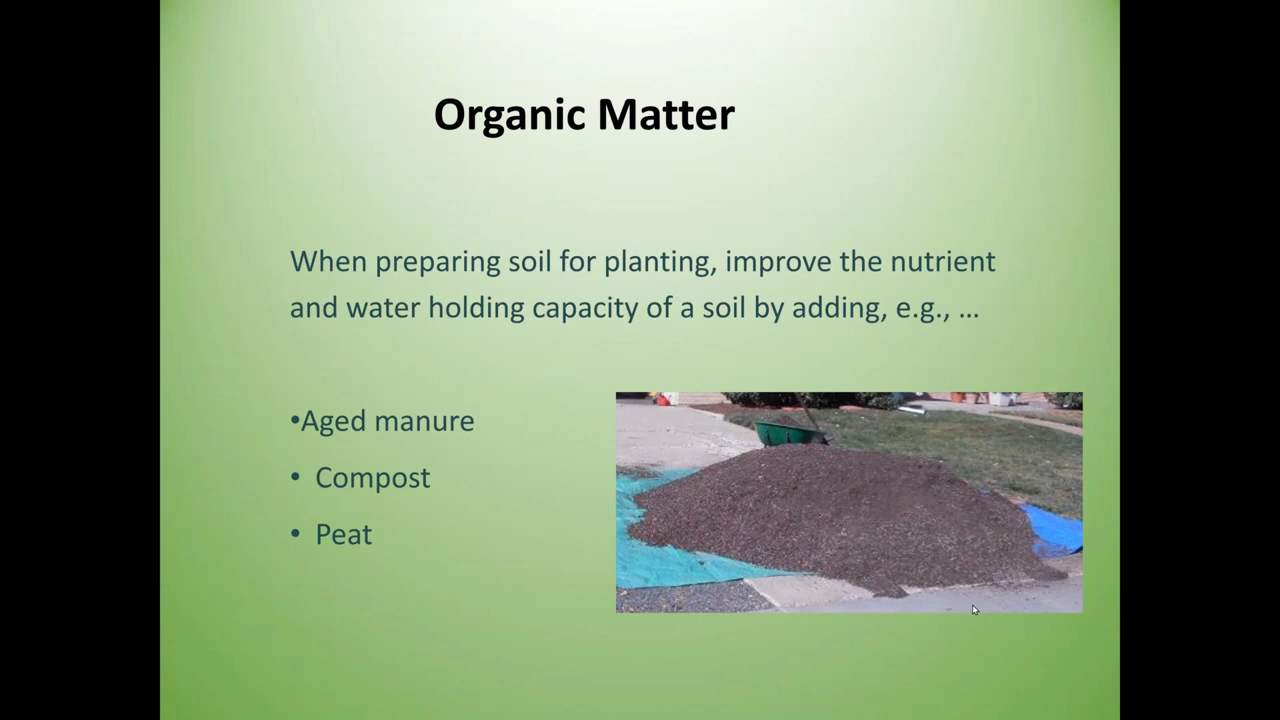 Organic Matter
When preparing soil for planting, improve the nutrient
and water holding capacity of a soil by adding, e.g., …
•Aged manure
• Compost
• Peat